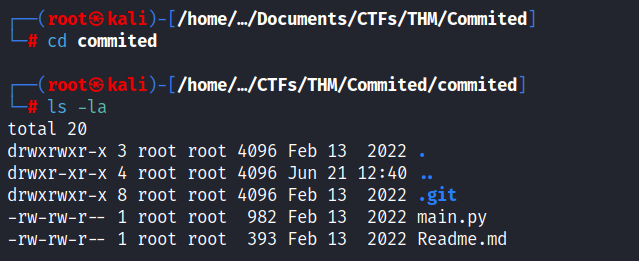 ┌──(root㉿kali)-[/home/…/Documents/CTFs/THM/Commited]
└─# cd commited
┌──(root㉿kali)-[/home/…/CTFs/THM/Commited/commited]
└─# ls -la
total 20
drwxrwxr-x 3 root root 4096 Feb 13  2022 .
drwxr-xr-x 4 root root 4096 Jun 21 12:40 ..
drwxrwxr-x 8 root root 4096 Feb 13  2022 .git
-rw-rw-r-- 1 root root  982 Feb 13  2022 main.py
-rw-rw-r-- 1 root root  393 Feb 13  2022 Readme.md